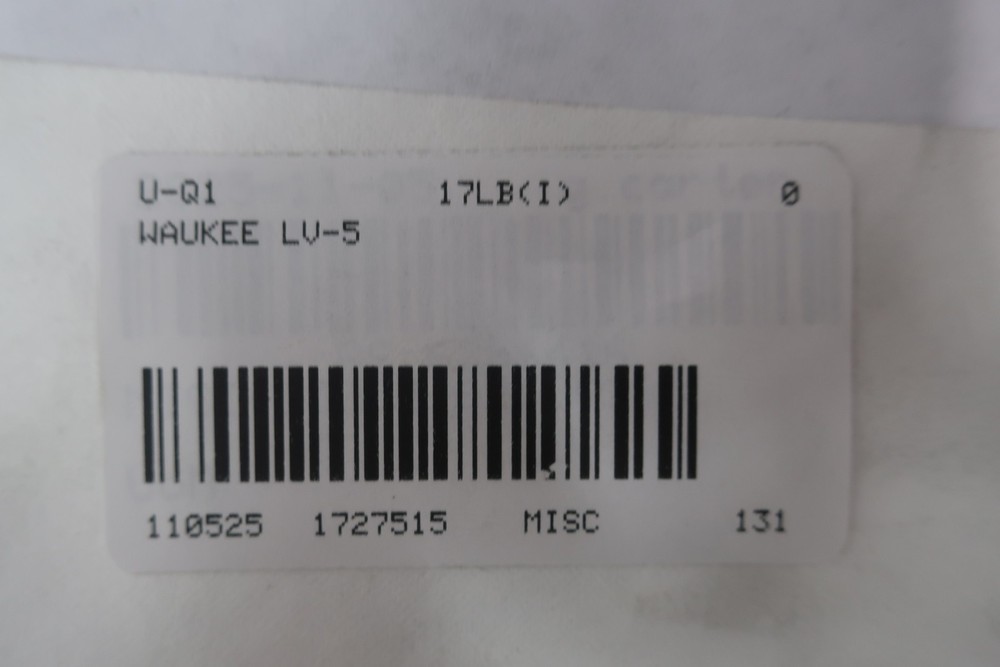 U-Q1 17LB(I) 0
WAUKEE LV-5
110525 1727515 MISC 131